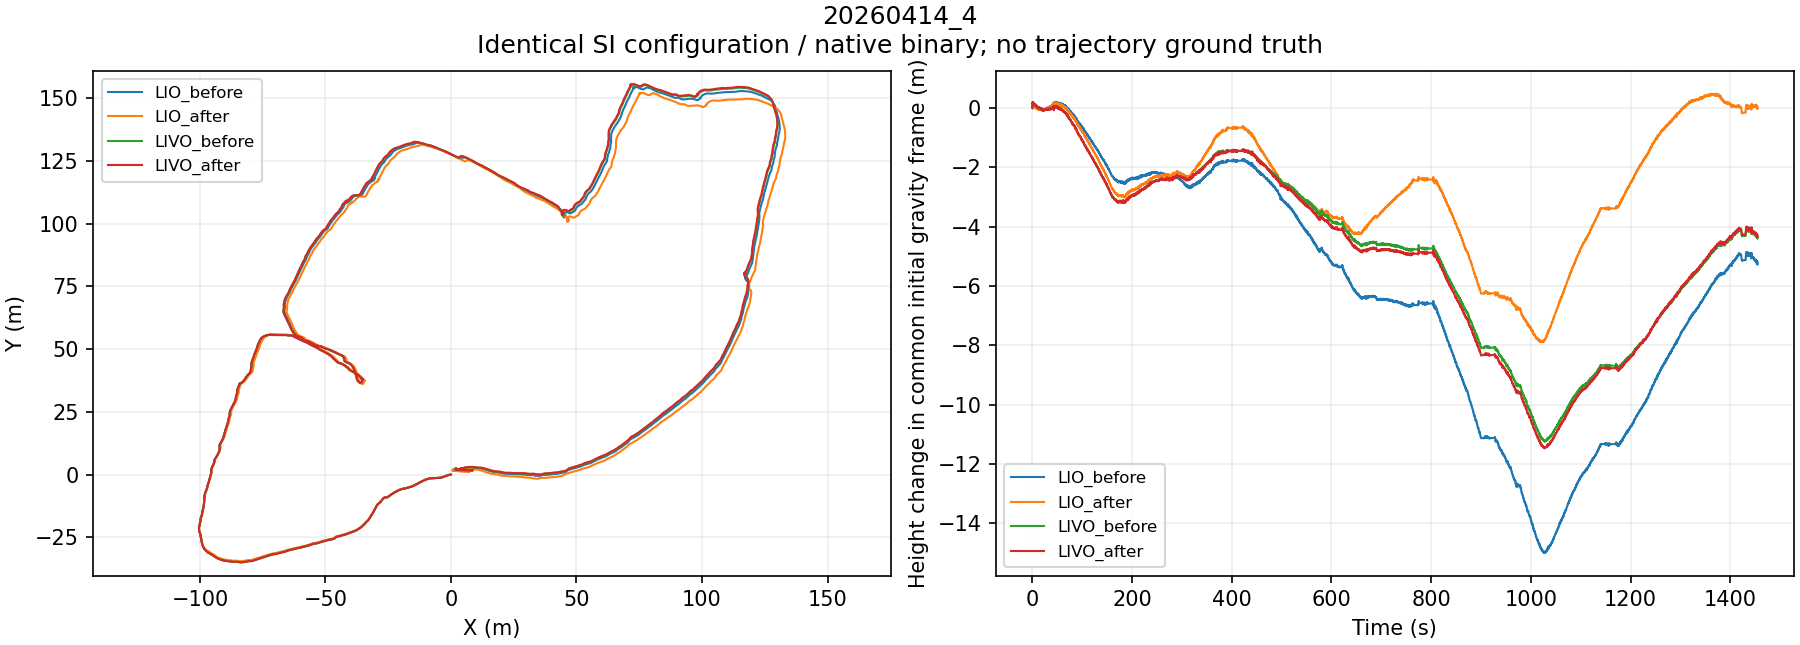 20260414_4
Identical SI configuration / native binary; no trajectory ground truth
LIO_before
LIO_after
LIVO_before
LIVO_after
150
125
100
75
50
25
0
−25
Y (m)
−100
−50
0
50
100
150
X (m)
Height change in common initial gravity frame (m)
0
−2
−4
−6
−8
−10
−12
−14
LIO_before
LIO_after
LIVO_before
LIVO_after
0
200
400
600
800
1000
1200
1400
Time (s)